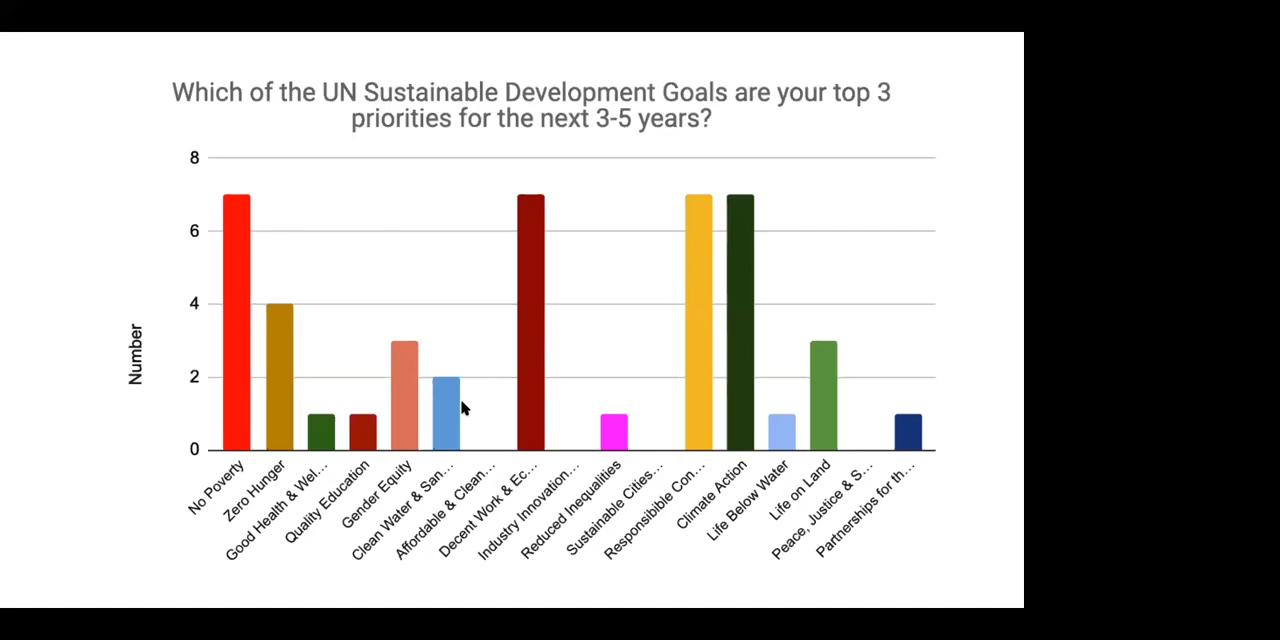 Which of the UN Sustainable Development Goals are your top 3
priorities for the next 3-5 years?
8
6
4
2
0
Number
No Poverty
Zero Hunger
Good Health & Wel...
Quality Education
Gender Equity
Clean Water & San...
Affordable & Clean...
Decent Work & Ec...
Industry Innovation...
Reduced Inequalities
Sustainable Cities...
Responsibible Con...
Climate Action
Life Below Water
Life on Land
Peace, Justice & S...
Partnerships for th...